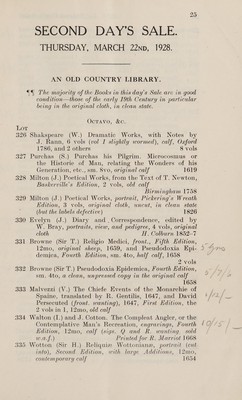 25
SECOND DAY'S SALE.
THURSDAY, MARCH 22ND, 1928.
AN OLD COUNTRY LIBRARY.
¶¶ The majority of the Books in this day's Sale are in good
condition—those of the early 19th Century in particular
being in the original cloth, in clean state.
OCTAVO, &C.
Lot
326 Shakspeare (W.) Dramatic Works, with Notes by
J. Rann, 6 vols (vol 1 slightly wormed), calf, Oxford
1786, and 2 others 8 vols
327 Purchas (S.) Purchas his Pilgrim. Microcosmus or
the Historie of Man, relating the Wonders of his
Generation, etc., sm. 8vo, original calf 1619
328 Milton (J.) Poetical Works, from the Text of T. Newton,
Baskerville's Edition, 2 vols, old calf
Birmingham 1758
329 Milton (J.) Poetical Works, portrait, Pickering's Wreath
Edition, 3 vols, original cloth, uncut, in clean state
(but the labels defective) 1826
330 Evelyn (J.) Diary and Correspondence, edited by
W. Bray, portraits, view, and pedigree, 4 vols, original
cloth H. Colburn 1852-7
331 Browne (Sir T.) Religio Medici, front., Fifth Edition,
12mo, original sheep, 1659, and Pseudodoxia Epi-
demica, Fourth Edition, sm. 4to, half calf, 1658
2 vols
332 Browne (Sir T.) Pseudodoxia Epidemica, Fourth Edition,
sm. 4to, a clean, unpressed copy in the original calf
1658
333 Malvezzi (V.) The Chiefe Events of the Monarchie of
Spaine, translated by R. Gentilis, 1647, and David
Persecuted (front. wanting), 1647, First Edition, the
2 vols in 1, 12mo, old calf
334 Walton (I.) and J. Cotton. The Compleat Angler, or the
Contemplative Man's Recreation, engravings, Fourth
Edition, 12mo, calf (sigs. Q and R wanting, sold
w.a.f.) Printed for R. Marriot 1668
335 Wotton (Sir H.) Reliquiæ Wottonianæ, portrait (cut
into), Second Edition, with large Additions, 12mo,
contemporary calf 1654